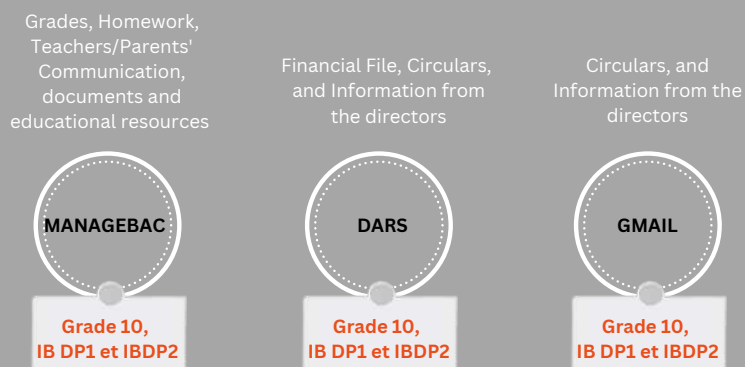 Grades, Homework,
Teachers/Parents'
Communication,
documents and
educational resources
MANAGEBAC
Grade 10,
IB DP1 et IBDP2
Financial File, Circulars,
and Information from
the directors
DARS
Grade 10,
IB DP1 et IBDP2
Circulars, and
Information from the
directors
GMAIL
Grade 10,
IB DP1 et IBDP2